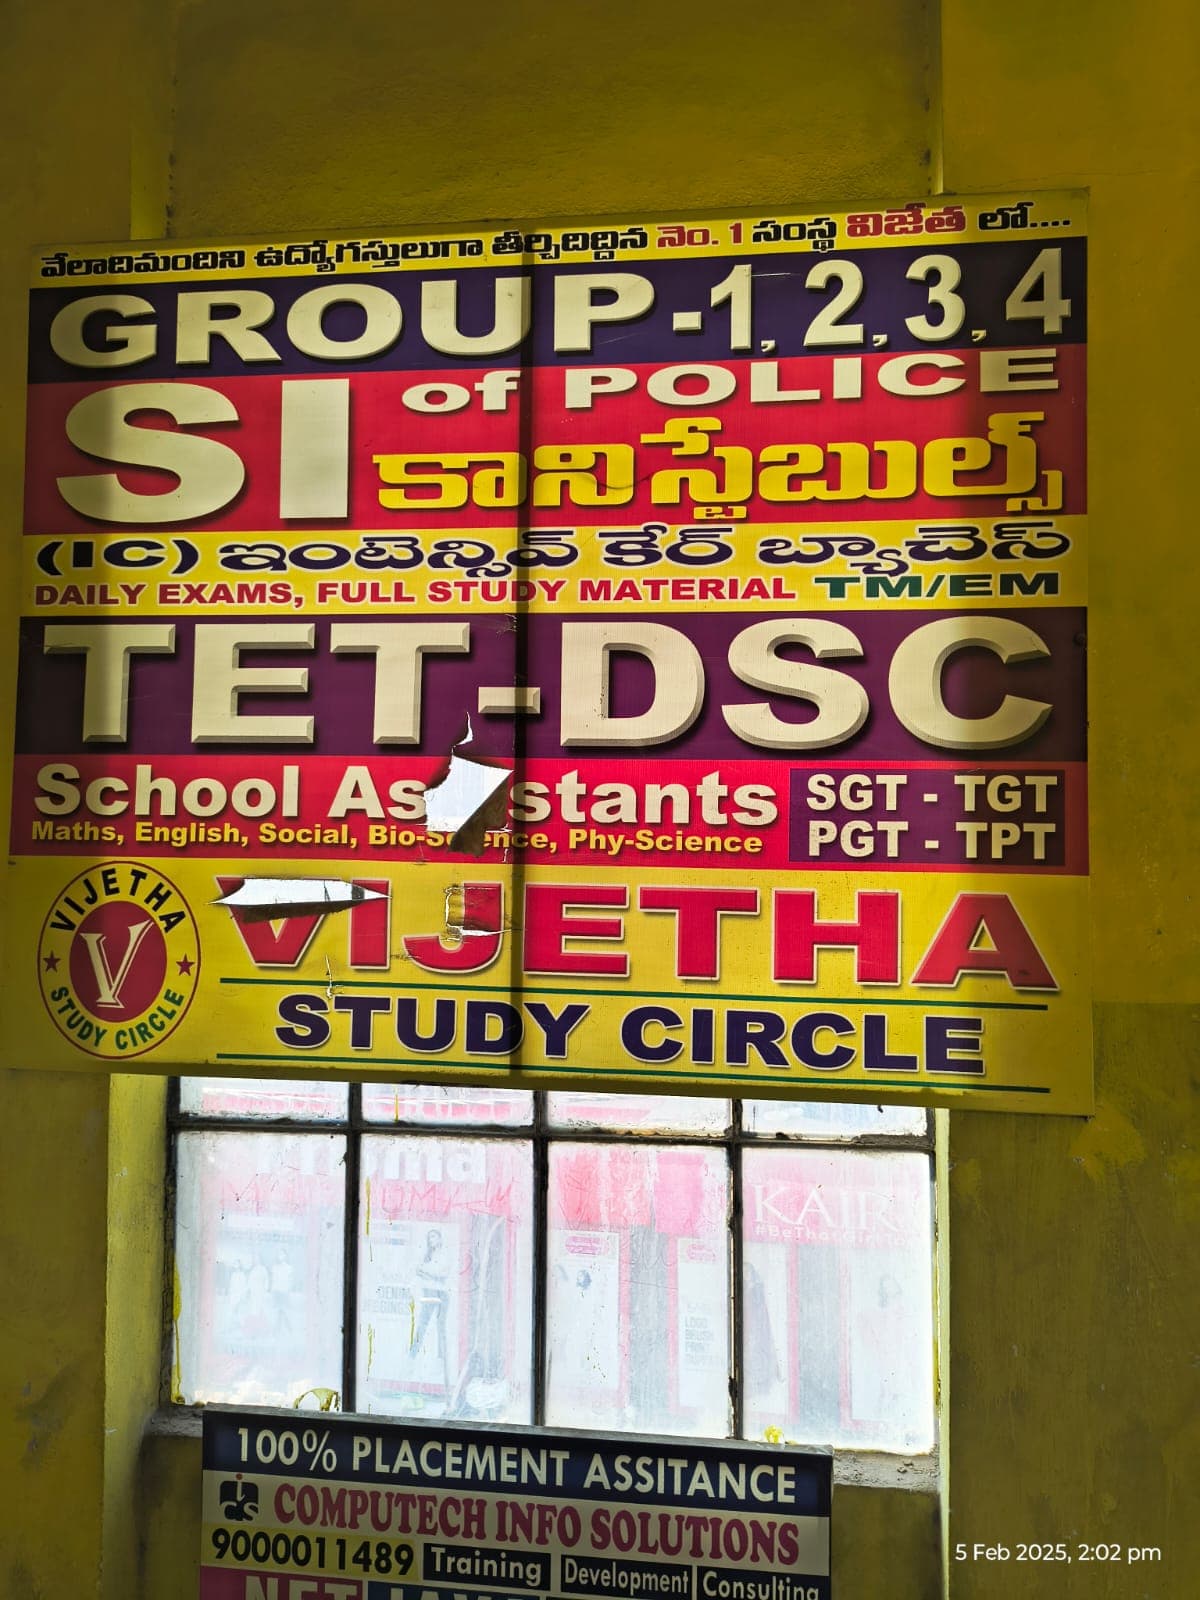 వేలాదిమందిని ఉద్యోగస్తులుగా తీర్చిదిద్దిన నెం. 1 సంస్థ విజేత లో....
GROUP-1, 2, 3, 4
SI of POLICE
కానిస్టేబుల్స్
(IC) ఇంటెన్సివ్ కేర్ బ్యాచెస్
DAILY EXAMS, FULL STUDY MATERIAL TM/EM
TET-DSC
School As stants
Maths, English, Social, Bio-Sc ence, Phy-Science
SGT - TGT
PGT - TPT
VIJETHA
STUDY CIRCLE
V
VIJETHA
STUDY CIRCLE
KAIR
100% PLACEMENT ASSITANCE
ics
COMPUTECH INFO SOLUTIONS
9000011489 Training Development Consulting
5 Feb 2025, 2:02 pm